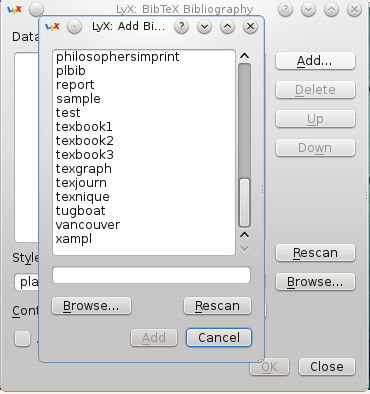 LyX: BibTeX Bibliography
LyX: Add Bi...
Data
philosophersimprint
plbib
report
sample
test
texbook1
texbook2
texbook3
texgraph
texjourn
texnique
tugboat
vancouver
xampl
Add...
Delete
Up
Down
Rescan
Style
pla
Browse...
Cont
Browse...
Rescan
Add
Cancel
OK
Close